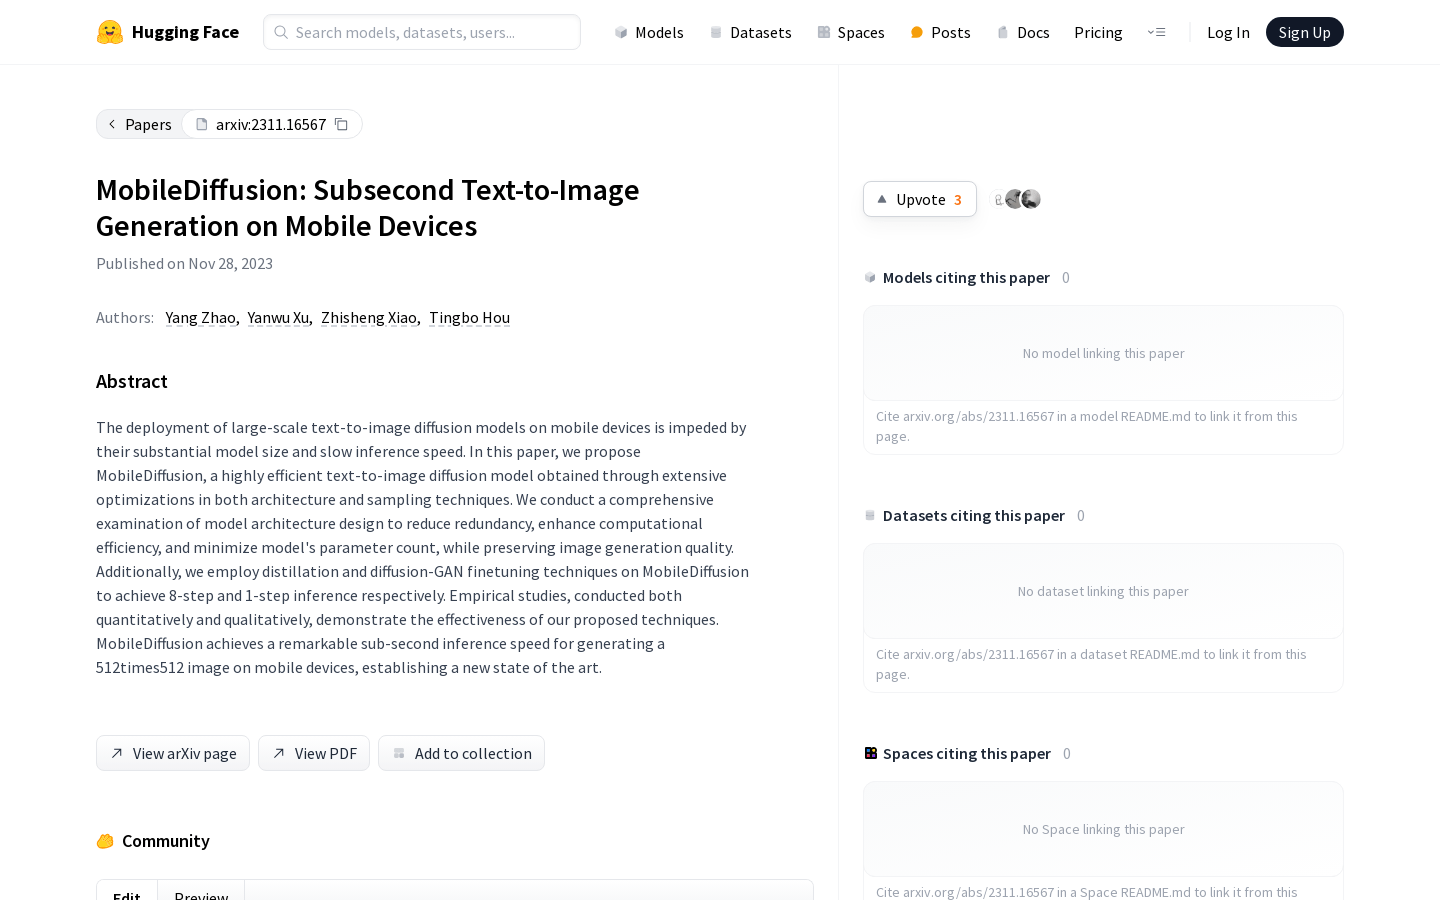 Hugging Face
Search models, datasets, users...
Models
Datasets
Spaces
Posts
Docs
Pricing
Log In
Sign Up
Papers
arxiv:2311.16567
MobileDiffusion: Subsecond Text-to-Image
Generation on Mobile Devices
Published on Nov 28, 2023
Authors: Yang Zhao, Yanwu Xu, Zhisheng Xiao, Tingbo Hou
Abstract
The deployment of large-scale text-to-image diffusion models on mobile devices is impeded by
their substantial model size and slow inference speed. In this paper, we propose
MobileDiffusion, a highly efficient text-to-image diffusion model obtained through extensive
optimizations in both architecture and sampling techniques. We conduct a comprehensive
examination of model architecture design to reduce redundancy, enhance computational
efficiency, and minimize model's parameter count, while preserving image generation quality.
Additionally, we employ distillation and diffusion-GAN finetuning techniques on MobileDiffusion
to achieve 8-step and 1-step inference respectively. Empirical studies, conducted both
quantitatively and qualitatively, demonstrate the effectiveness of our proposed techniques.
MobileDiffusion achieves a remarkable sub-second inference speed for generating a
512times512 image on mobile devices, establishing a new state of the art.
View arXiv page
View PDF
Add to collection
Community
Edit
Preview
Upvote 3
Models citing this paper 0
No model linking this paper
Cite arxiv.org/abs/2311.16567 in a model README.md to link it from this
page.
Datasets citing this paper 0
No dataset linking this paper
Cite arxiv.org/abs/2311.16567 in a dataset README.md to link it from this
page.
Spaces citing this paper 0
No Space linking this paper
Cite arxiv.org/abs/2311.16567 in a Space README.md to link it from this